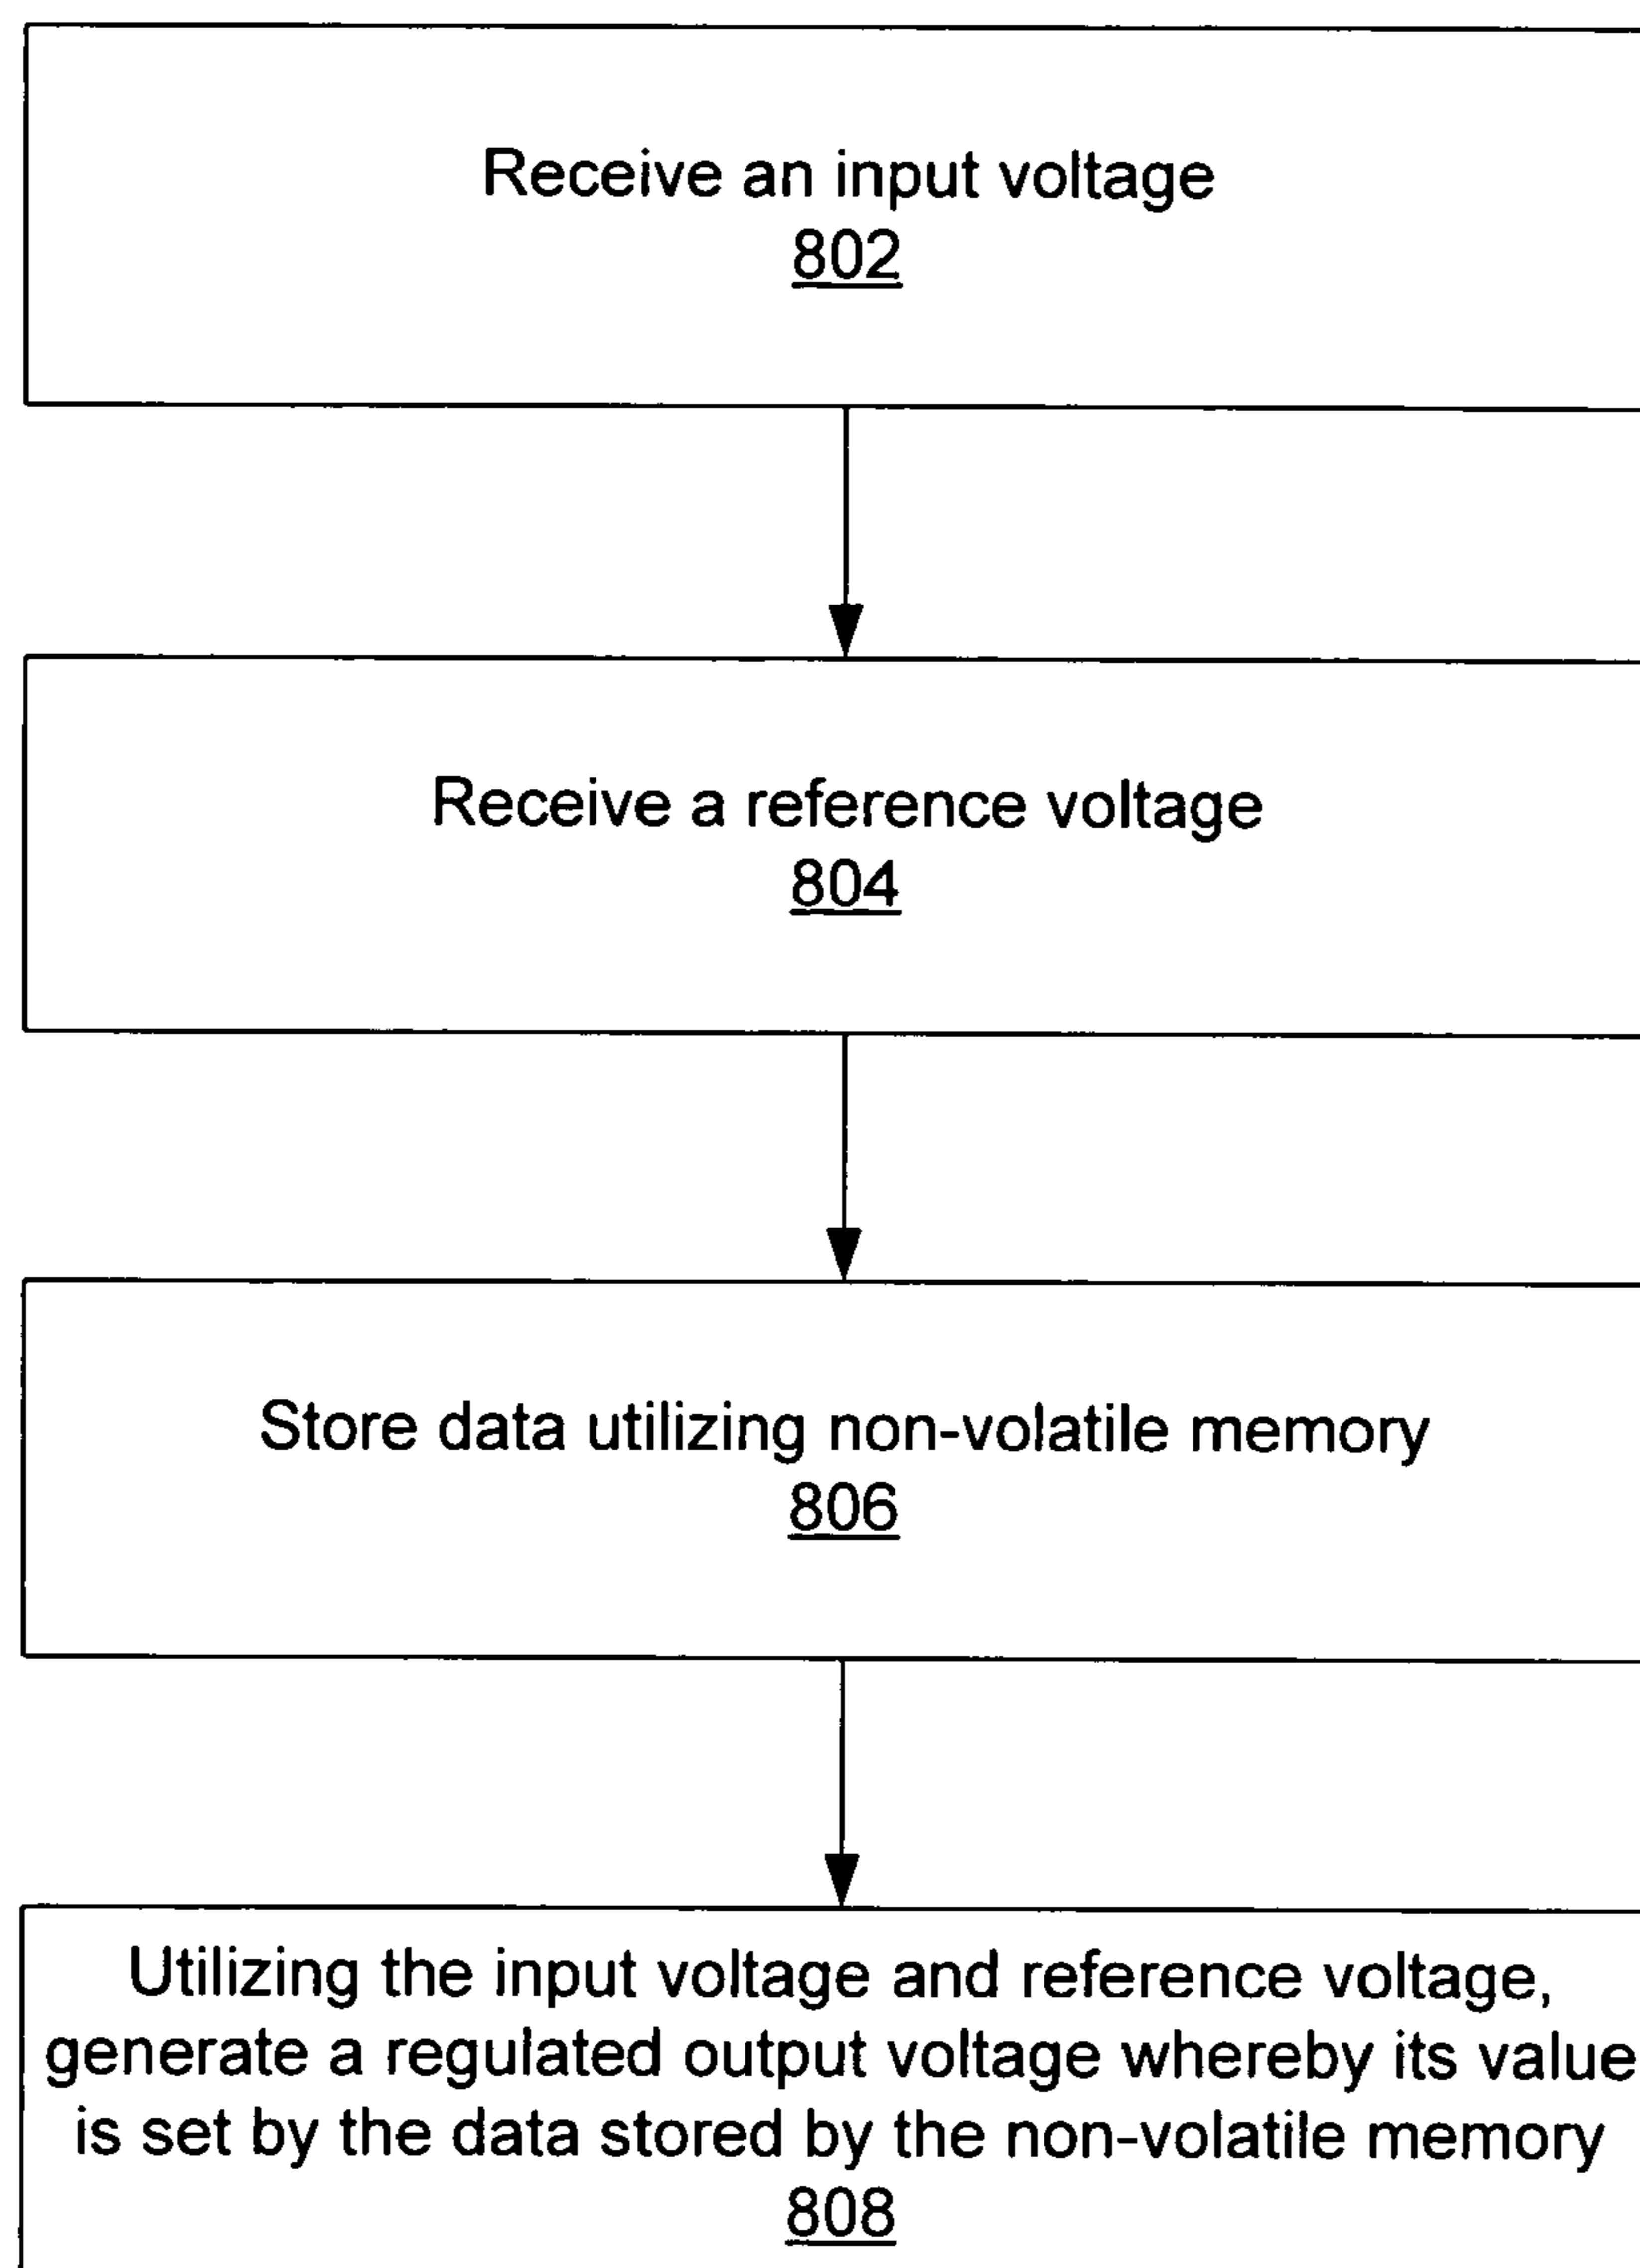 Receive an input voltage
802
Receive a reference voltage
804
Store data utilizing non-volatile memory
806
Utilizing the input voltage and reference voltage,
generate a regulated output voltage whereby its value
is set by the data stored by the non-volatile memory
808